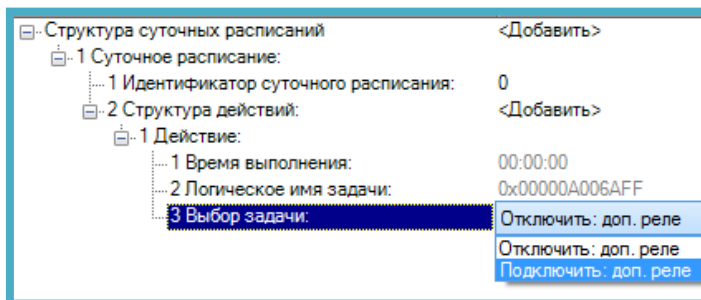 Структура суточных расписаний <Добавить>
1 Суточное расписание:
1 Идентификатор суточного расписания: 0
2 Структура действий: <Добавить>
1 Действие:
1 Время выполнения: 00:00:00
2 Логическое имя задачи: 0x00000A006AFF
3 Выбор задачи: Отключить: доп. реле
Отключить: доп. реле
Подключить: доп. реле